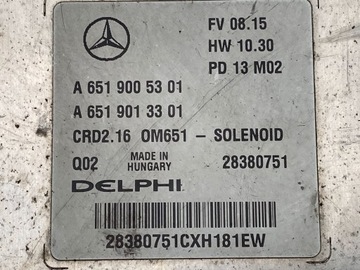 FV 08.15
HW 10.30
PD 13 M02
A 651 900 53 01
A 651 901 33 01
CRD2.16 OM651 – SOLENOID
Q02 MADE IN HUNGARY 28380751
DELPHI
28380751CXH181EW